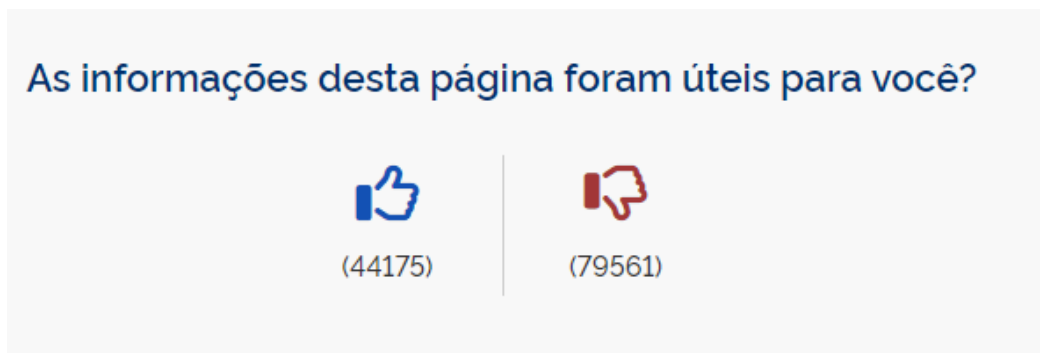 As informações desta página foram úteis para você?
(44175) (79561)